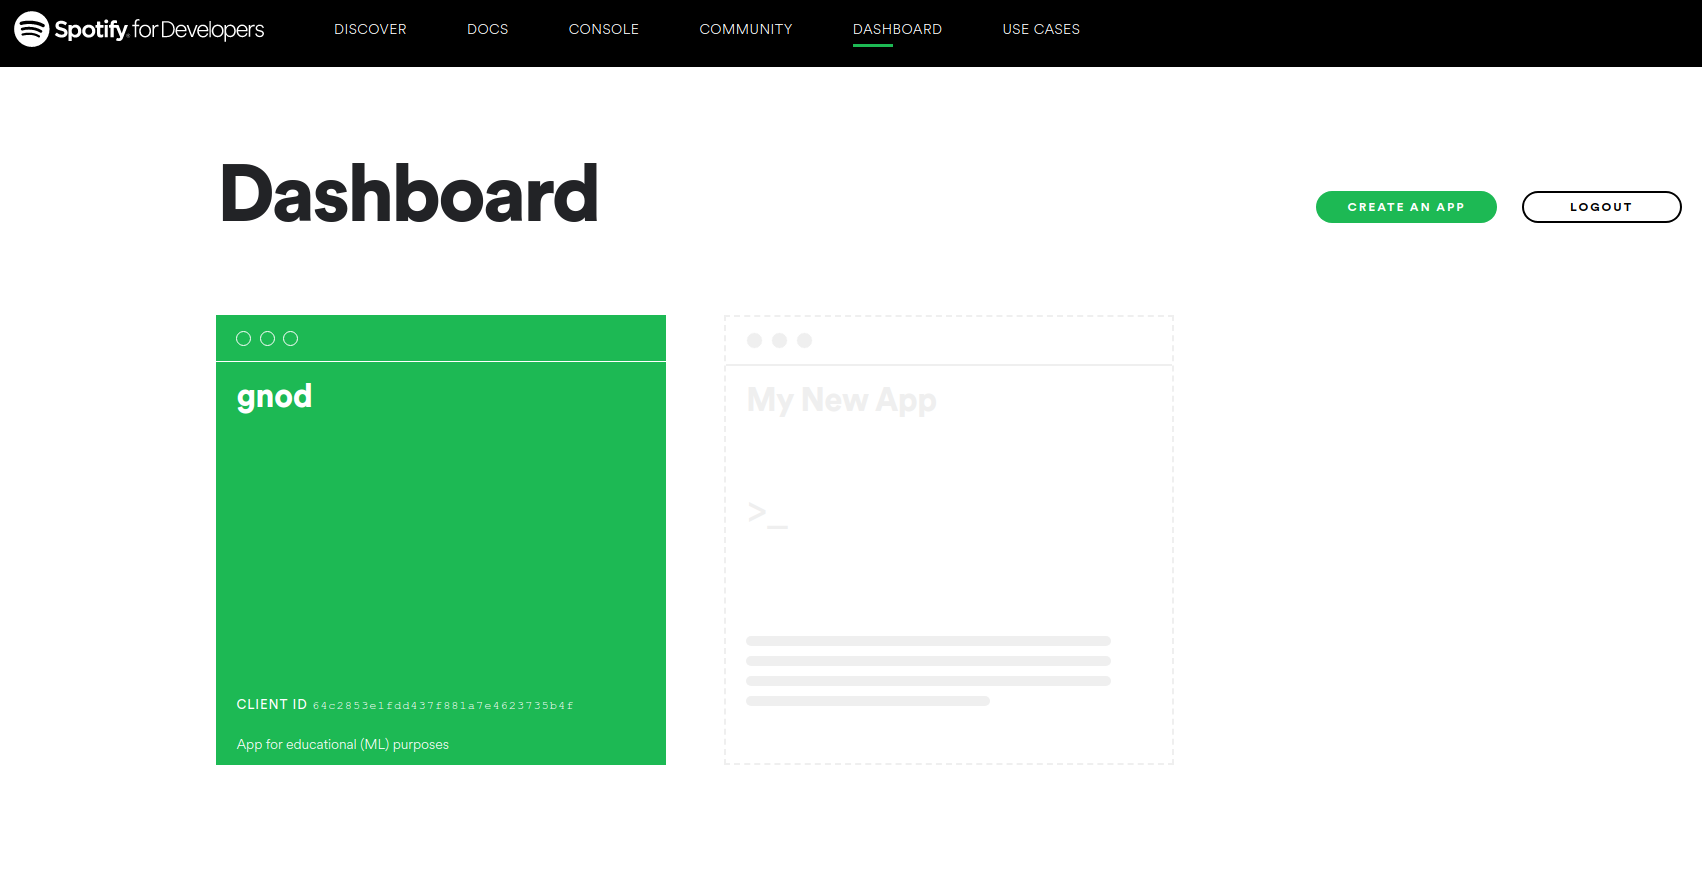 Spotify® for Developers
DISCOVER
DOCS
CONSOLE
COMMUNITY
DASHBOARD
USE CASES
Dashboard
CREATE AN APP
LOGOUT
gnod
CLIENT ID 64c2853e1fdd437f881a7e4623735b4f
App for educational (ML) purposes
My New App
>_